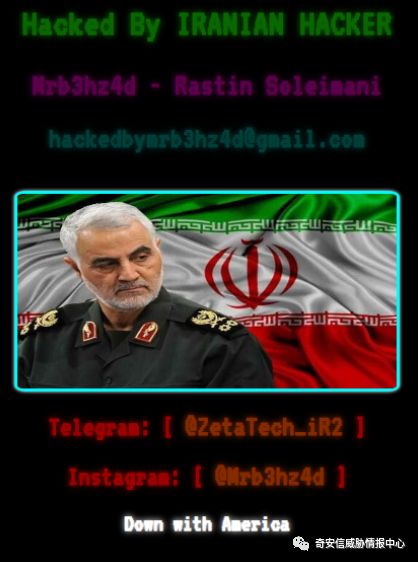 Hacked By IRANIAN HACKER
Mrb3hz4d - Rastin Soleimani
hackedbymrb3hz4d@gmail.com
Telegram: [ @ZetaTech_iR2 ]
Instagram: [ @Mrb3hz4d ]
Down with America
奇安信威胁情报中心